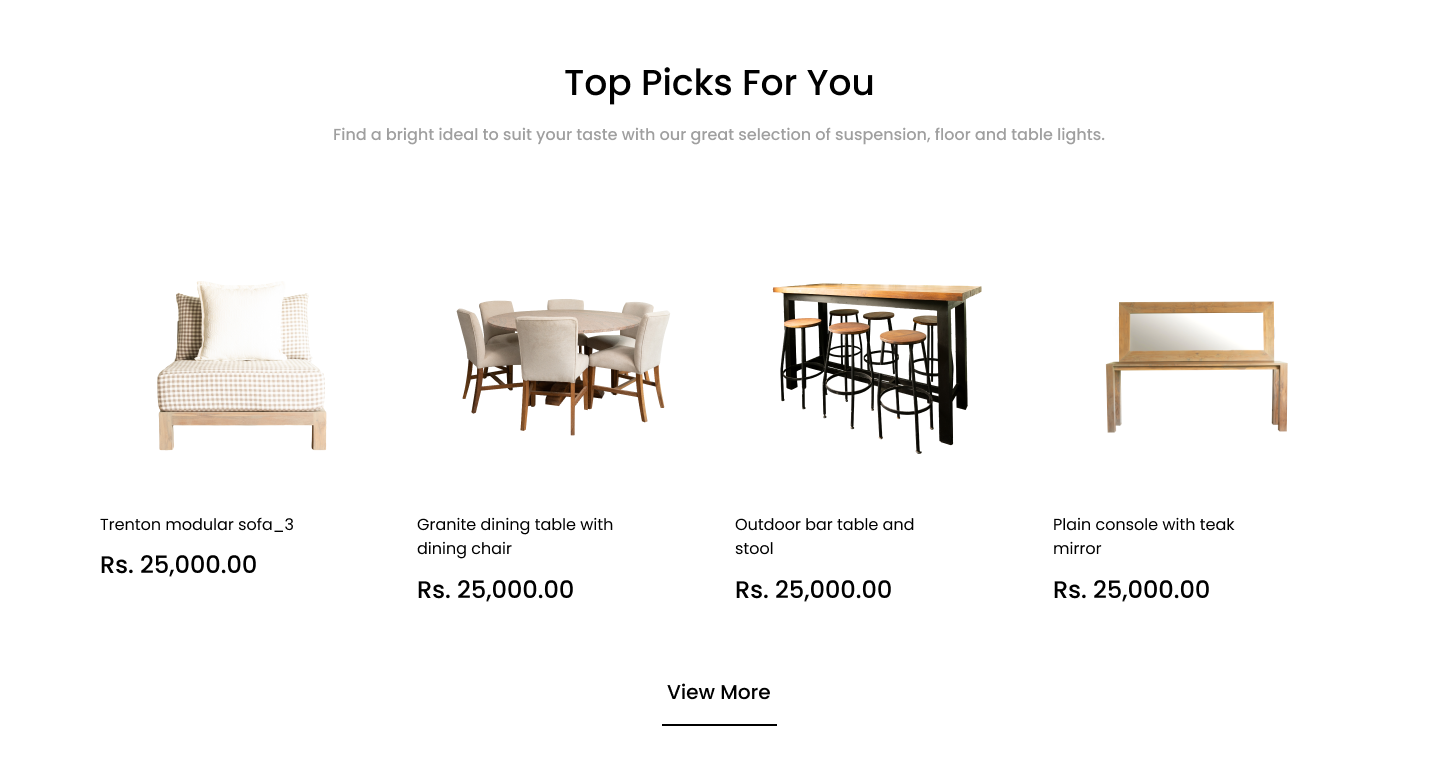 Top Picks For You
Find a bright ideal to suit your taste with our great selection of suspension, floor and table lights.
Trenton modular sofa_3
Rs. 25,000.00
Granite dining table with
dining chair
Rs. 25,000.00
Outdoor bar table and
stool
Rs. 25,000.00
Plain console with teak
mirror
Rs. 25,000.00
View More